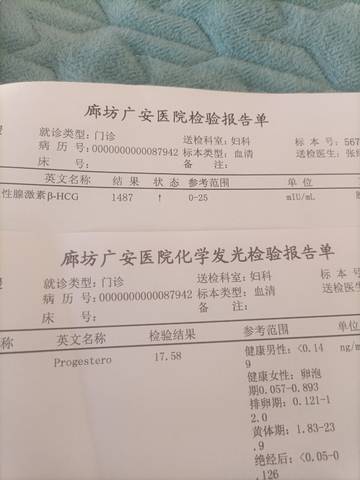 廊坊广安医院检验报告单
就诊类型：门诊 送检科室：妇科 标本号：567
病历号：0000000000087942 标本类型：血清 送检医生：张
床号： 备注：
英文名称 结果 状态 参考范围 单位
性腺激素β-HCG 1487 ↑ 0-25 mIU/mL
廊坊广安医院化学发光检验报告单
就诊类型：门诊 送检科室：妇科
病历号：0000000000087942 标本类型：血清 送检医
床号： 备注：
称 英文名称 检验结果 参考范围 单位
Progestero 17.58 健康男性：<0.14 ng/m
9
健康女性：卵泡
期0.057-0.893
排卵期：0.121-1
2.0
黄体期：1.83-23
.9
绝经后：<0.05-0
.126